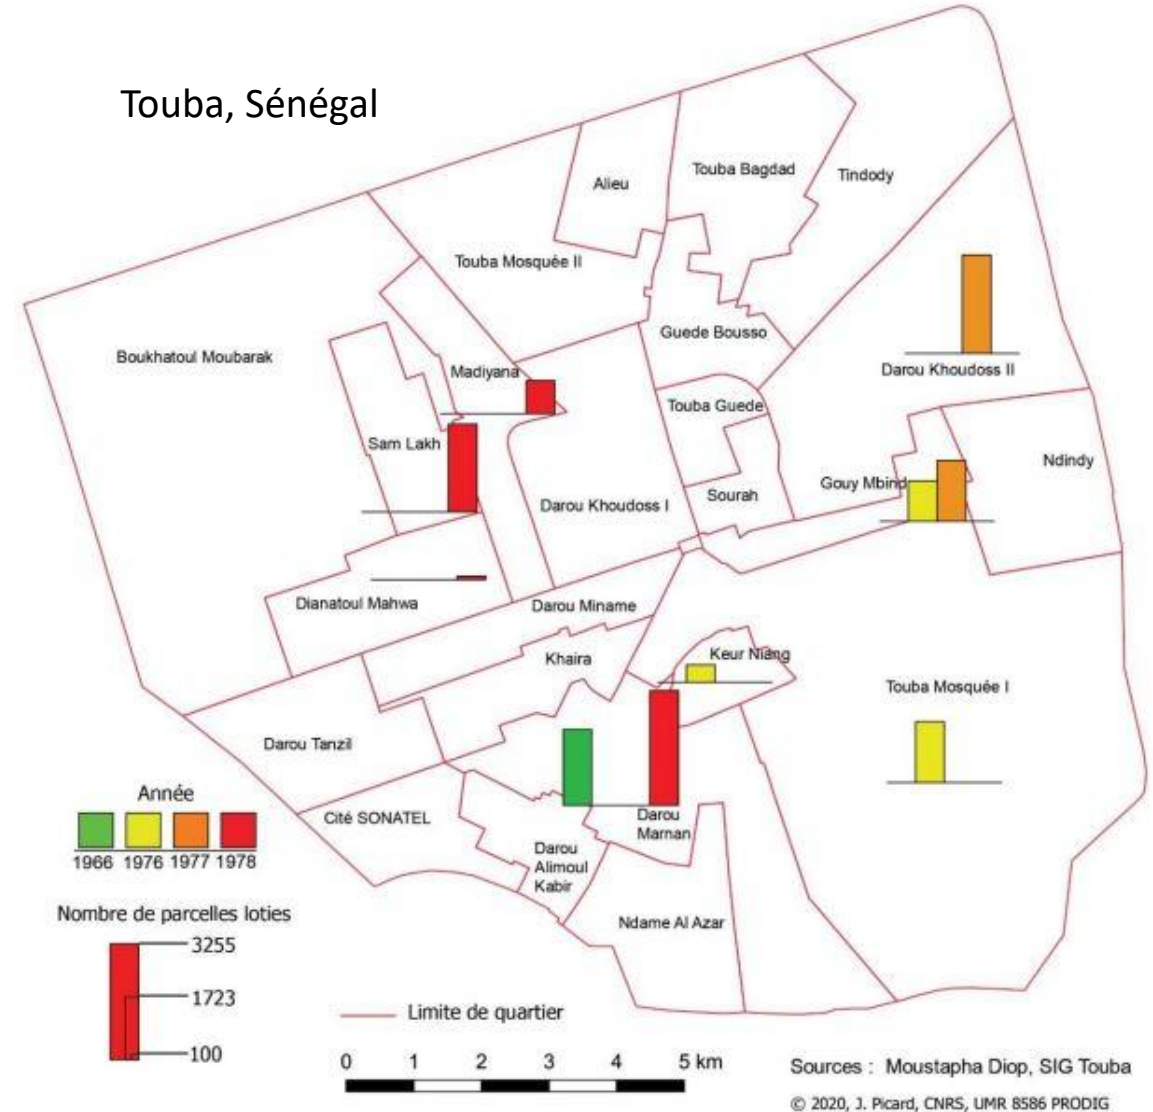 Touba, Sénégal
Alieu
Touba Bagdad
Tindody
Touba Mosquée II
Guede Bousso
Boukhatoul Moubarak
Madiyana
Darou Khoudoss II
Touba Guede
Sam Lakh
Ndindy
Gouy Mbind
Sourah
Darou Khoudoss I
Dianatoul Mahwa
Darou Miname
Khaira
Keur Niang
Touba Mosquée I
Darou Tanzil
Cité SONATEL
Darou
Marnan
Darou
Alimoul
Kabir
Ndame Al Azar
Année
1966 1976 1977 1978
Nombre de parcelles loties
3255
1723
100
Limite de quartier
0 1 2 3 4 5 km
Sources : Moustapha Diop, SIG Touba
© 2020, J. Picard, CNRS, UMR 8586 PRODIG